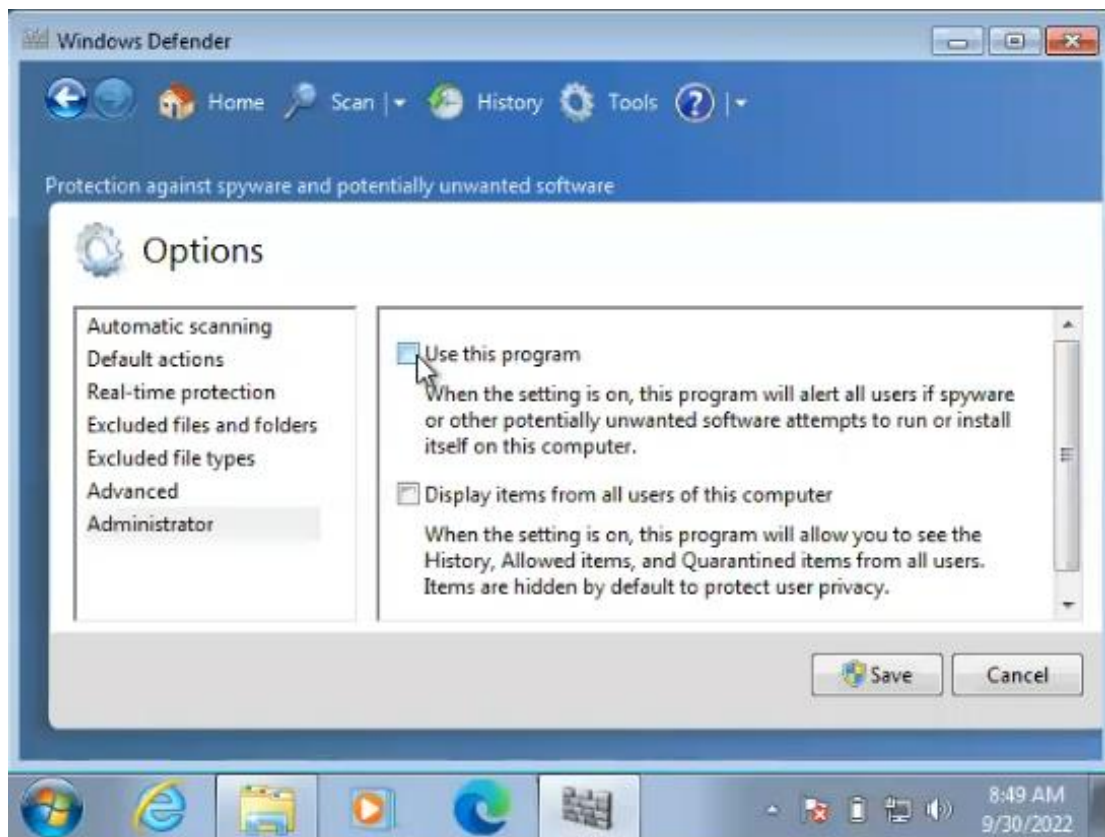 Windows Defender
Home Scan History Tools
Protection against spyware and potentially unwanted software
Options
Automatic scanning
Default actions
Real-time protection
Excluded files and folders
Excluded file types
Advanced
Administrator
Use this program
When the setting is on, this program will alert all users if spyware
or other potentially unwanted software attempts to run or install
itself on this computer.
Display items from all users of this computer
When the setting is on, this program will allow you to see the
History, Allowed items, and Quarantined items from all users.
Items are hidden by default to protect user privacy.
Save Cancel
8:49 AM
9/30/2022